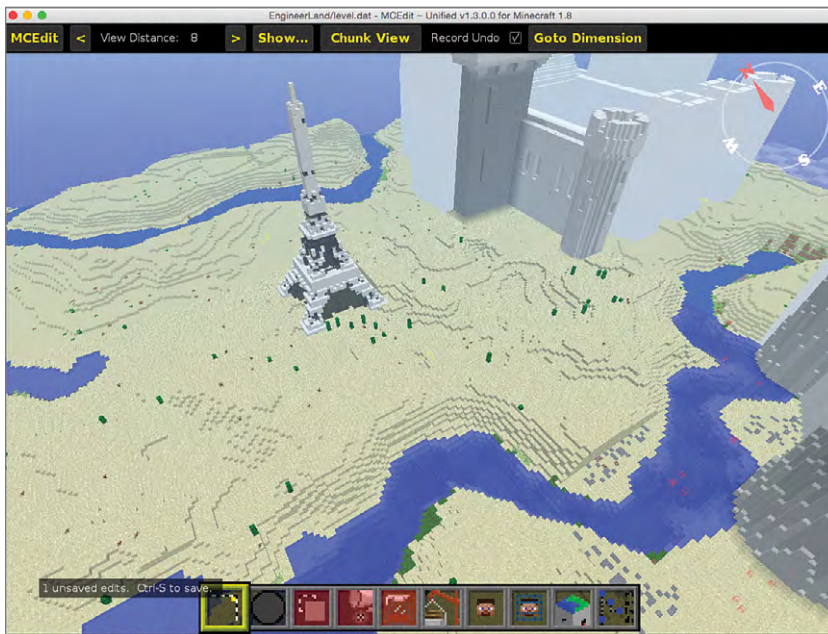 EngineerLand/level.dat - MCEdit ~ Unified v1.3.0.0 for Minecraft 1.8
MCEdit < View Distance: 8 > Show... Chunk View Record Undo Goto Dimension
N
E
W
S
1 unsaved edits. Ctrl-S to save.